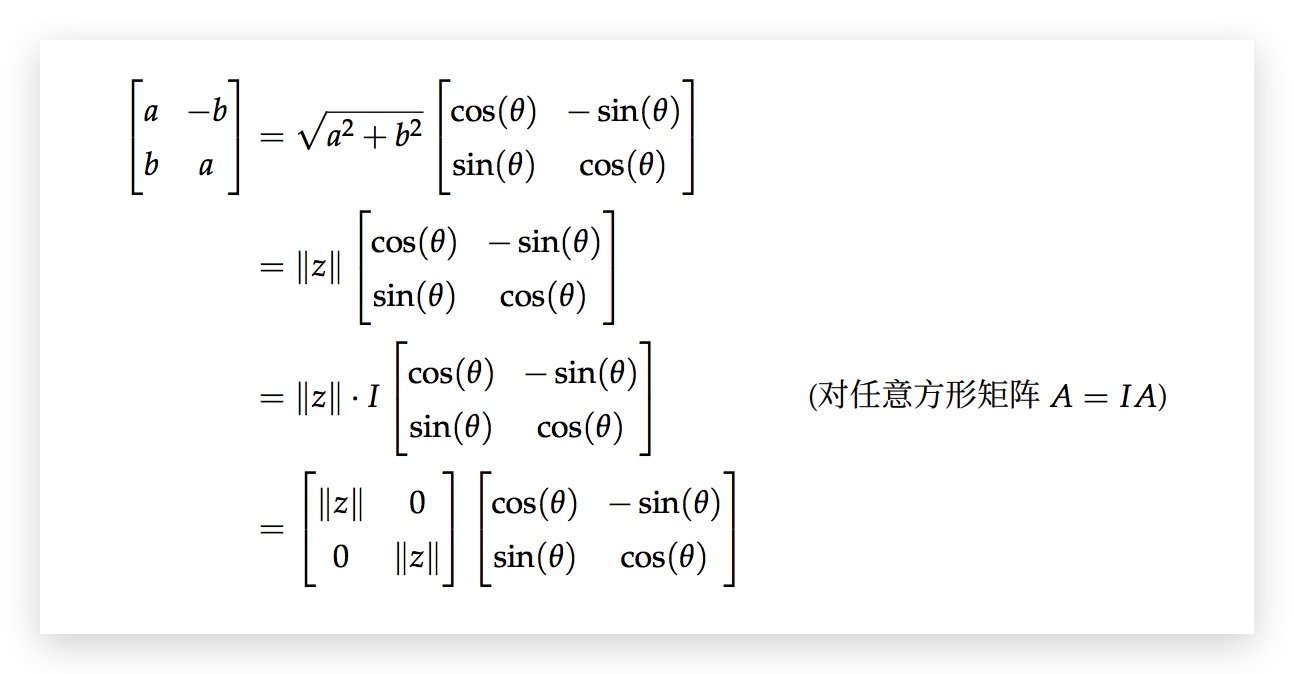 \begin{bmatrix} a & -b \\ b & a \end{bmatrix} = \sqrt{a^2 + b^2} \begin{bmatrix} \cos(\theta) & -\sin(\theta) \\ \sin(\theta) & \cos(\theta) \end{bmatrix}
= \|z\| \begin{bmatrix} \cos(\theta) & -\sin(\theta) \\ \sin(\theta) & \cos(\theta) \end{bmatrix}
= \|z\| \cdot I \begin{bmatrix} \cos(\theta) & -\sin(\theta) \\ \sin(\theta) & \cos(\theta) \end{bmatrix} (对任意方形矩阵 A = IA)
= \begin{bmatrix} \|z\| & 0 \\ 0 & \|z\| \end{bmatrix} \begin{bmatrix} \cos(\theta) & -\sin(\theta) \\ \sin(\theta) & \cos(\theta) \end{bmatrix}